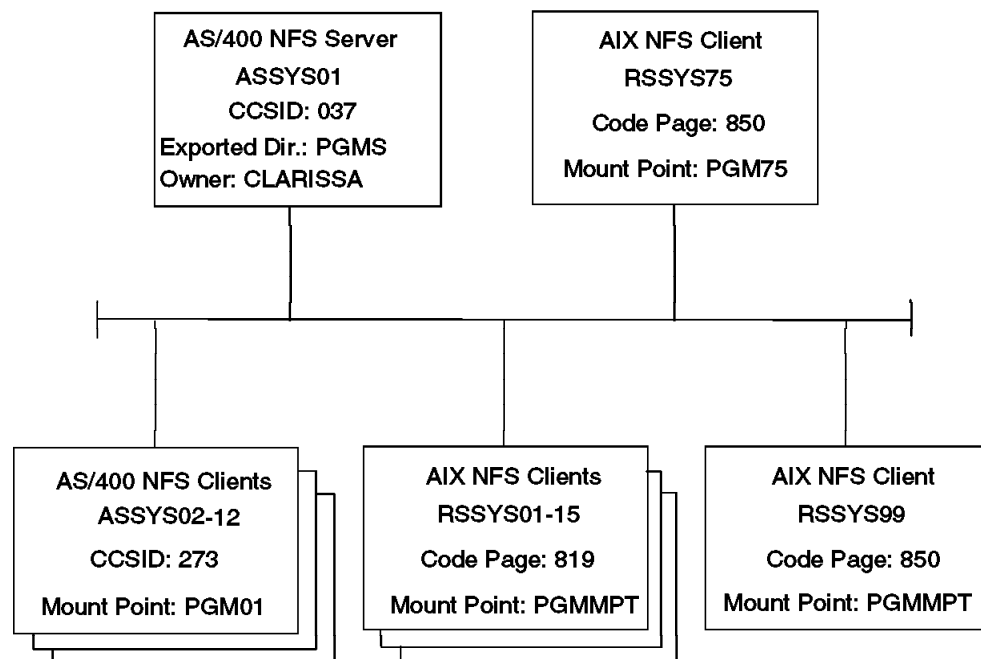 AS/400 NFS Server
ASSYS01
CCSID: 037
Exported Dir.: PGMS
Owner: CLARISSA
AIX NFS Client
RSSYS75
Code Page: 850
Mount Point: PGM75
AS/400 NFS Clients
ASSYS02-12
CCSID: 273
Mount Point: PGM01
AIX NFS Clients
RSSYS01-15
Code Page: 819
Mount Point: PGMMPT
AIX NFS Client
RSSYS99
Code Page: 850
Mount Point: PGMMPT